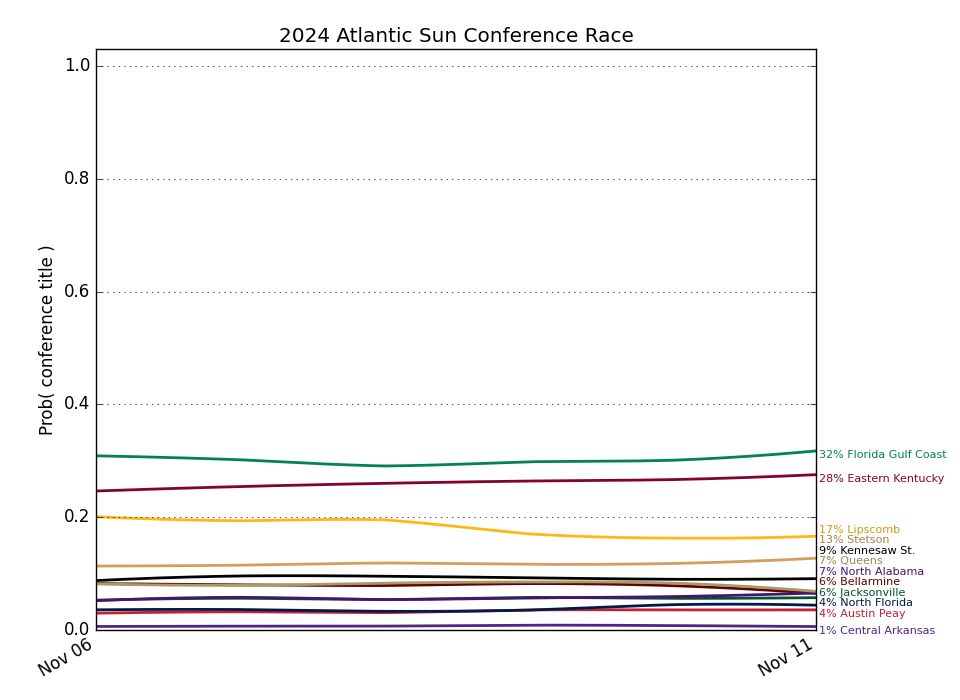 2024 Atlantic Sun Conference Race
Prob( conference title )
1.0
0.8
0.6
0.4
0.2
0.0
Nov 06
Nov 11
32% Florida Gulf Coast
28% Eastern Kentucky
17% Lipscomb
13% Stetson
9% Kennesaw St.
7% Queens
7% North Alabama
6% Bellarmine
6% Jacksonville
4% North Florida
4% Austin Peay
1% Central Arkansas